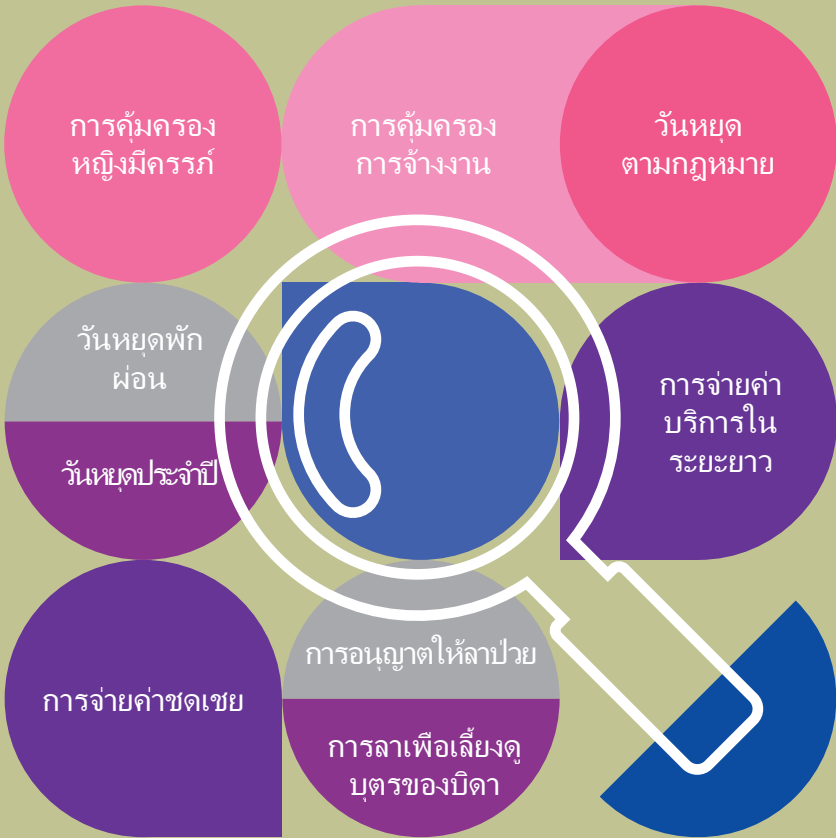 การคุ้มครอง
หญิงมีครรภ์
การคุ้มครอง
การจ้างงาน
วันหยุด
ตามกฎหมาย
วันหยุดพัก
ผ่อน
วันหยุดประจำปี
การจ่ายค่า
บริการใน
ระยะยาว
การจ่ายค่าชดเชย
การอนุญาตให้ลาป่วย
การลาเพือเลี้ยงดู
บุตรของบิดา